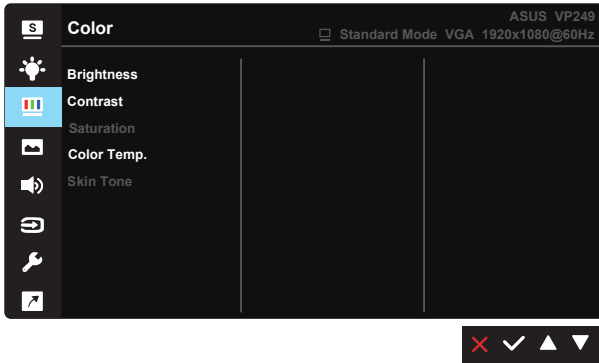 S
Color
ASUS VP249
Standard Mode VGA 1920x1080@60Hz
Brightness
Contrast
Saturation
Color Temp.
Skin Tone